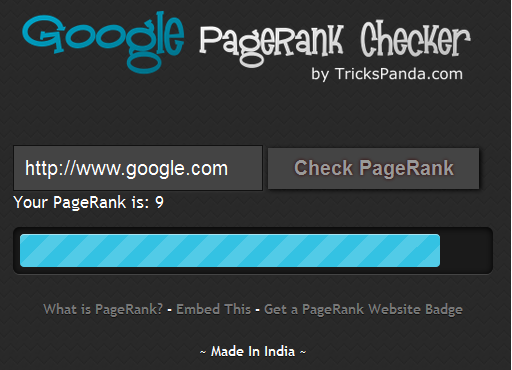 Google PageRank Checker
by TricksPanda.com
http://www.google.com Check PageRank
Your PageRank is: 9
What is PageRank? - Embed This - Get a PageRank Website Badge
~ Made In India ~